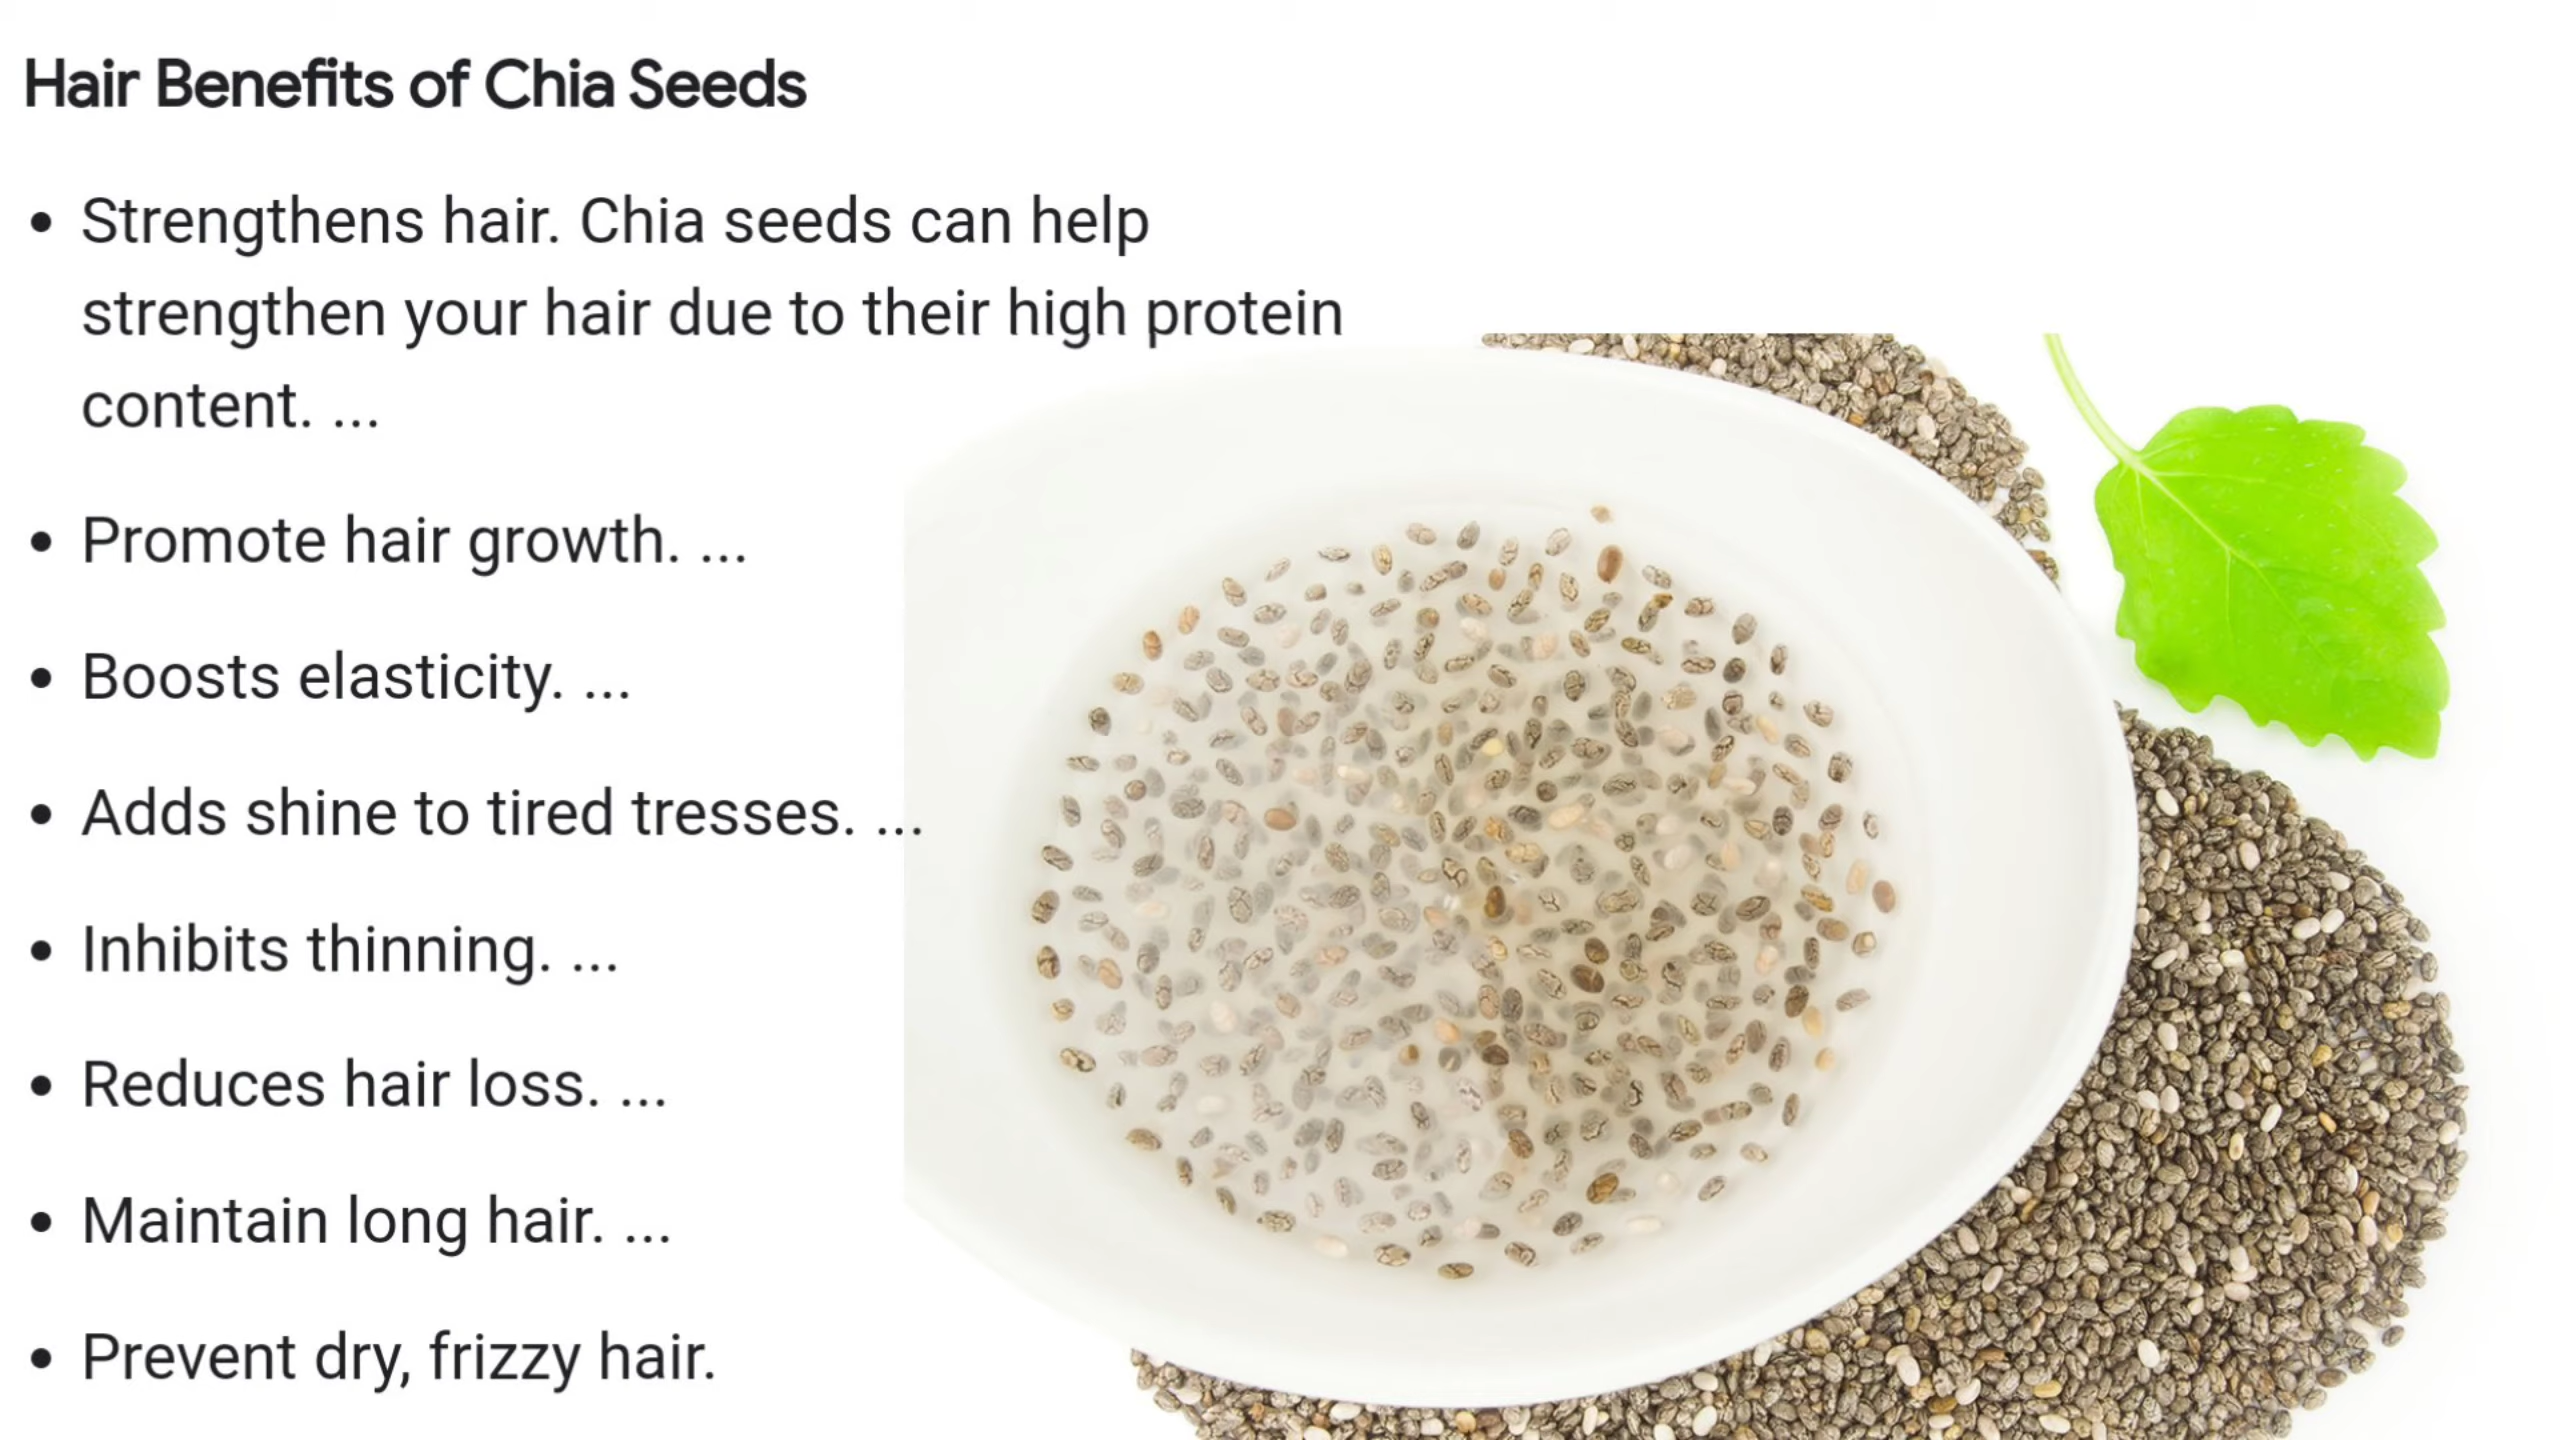 Hair Benefits of Chia Seeds
• Strengthens hair. Chia seeds can help
strengthen your hair due to their high protein
content. ...
• Promote hair growth. ...
• Boosts elasticity. ...
• Adds shine to tired tresses. ...
• Inhibits thinning. ...
• Reduces hair loss. ...
• Maintain long hair. ...
• Prevent dry, frizzy hair.